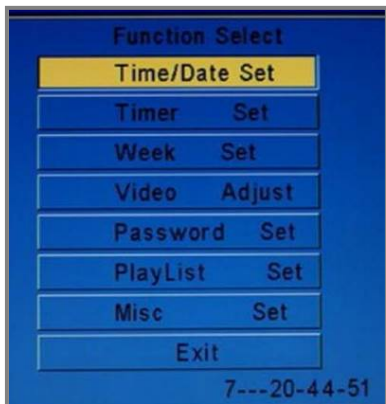 Function Select
Time/Date Set
Timer Set
Week Set
Video Adjust
Password Set
PlayList Set
Misc Set
Exit
7---20-44-51